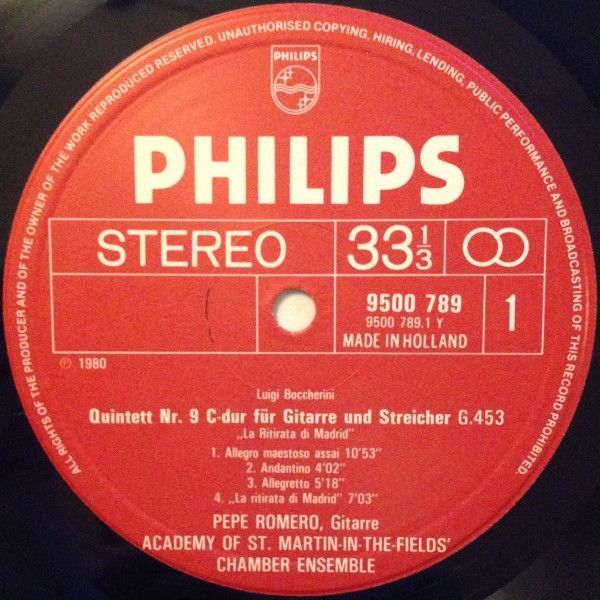 ALL RIGHTS OF THE PRODUCER AND OF THE OWNER OF THE WORK REPRODUCED RESERVED. UNAUTHORISED COPYING, HIRING, LENDING, PUBLIC PERFORMANCE AND BROADCASTING OF THIS RECORD PROHIBITED.
PHILIPS
PHILIPS
STEREO 33⅓
9500 789
9500 789.1 Y
MADE IN HOLLAND
1
℗ 1980
Luigi Boccherini
Quintett Nr. 9 C-dur für Gitarre und Streicher G.453
„La Ritirata di Madrid"
1. Allegro maestoso assai 10'53"
2. Andantino 4'02"
3. Allegretto 5'18"
4. „La ritirata di Madrid" 7'03"
PEPE ROMERO, Gitarre
ACADEMY OF ST. MARTIN-IN-THE-FIELDS'
CHAMBER ENSEMBLE